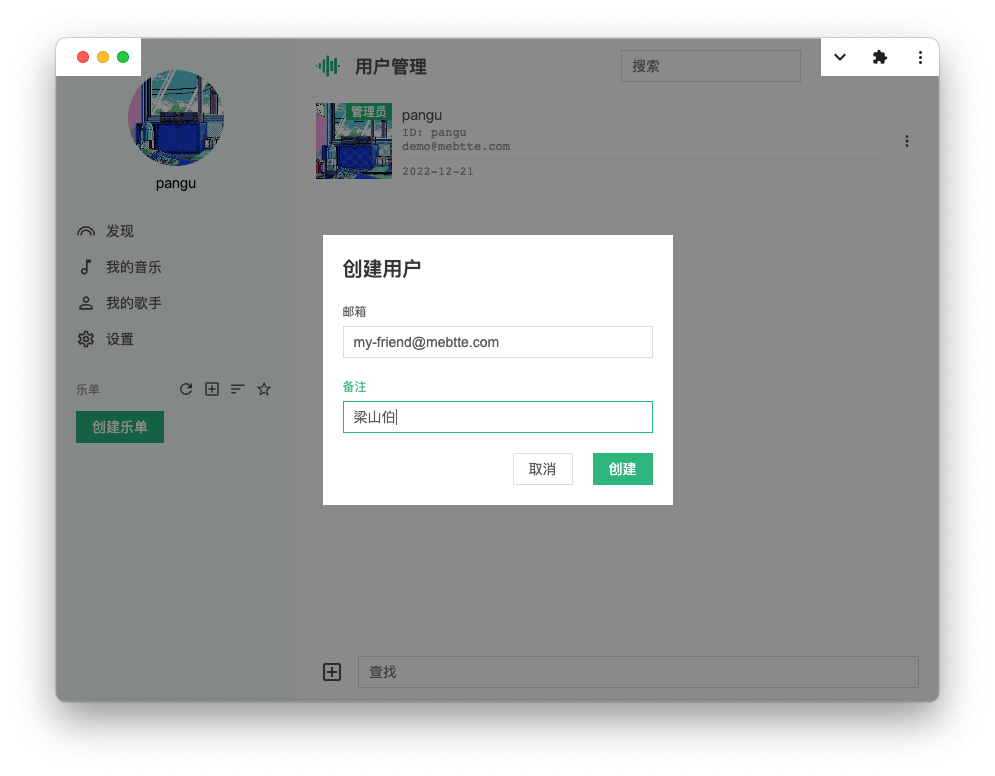 用户管理
搜索
pangu
发现
我的音乐
我的歌手
设置
乐单
创建乐单
管理员
pangu
ID: pangu
demo@mebtte.com
2022-12-21
创建用户
邮箱
my-friend@mebtte.com
备注
梁山伯
取消
创建
查找